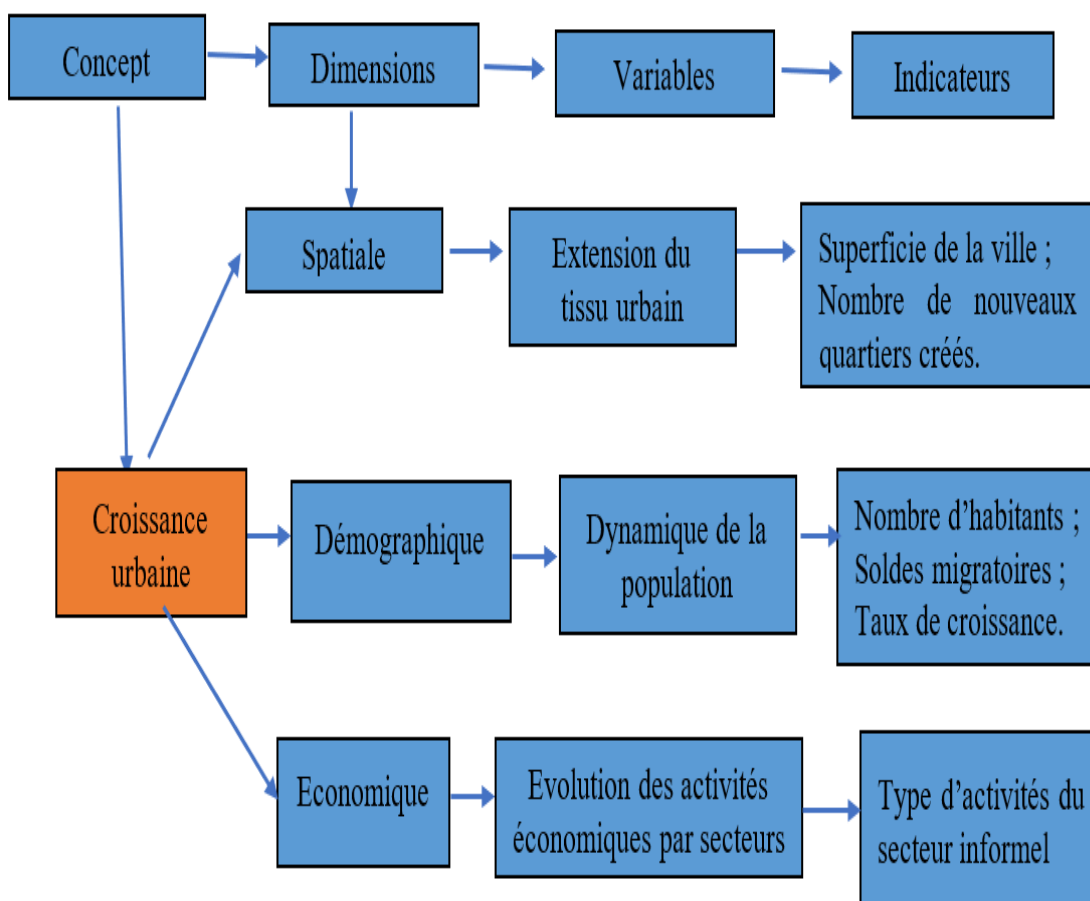 Concept
Dimensions
Variables
Indicateurs
Spatiale
Extension du
tissu urbain
Superficie de la ville ;
Nombre de nouveaux
quartiers créés.
Croissance
urbaine
Démographique
Dynamique de la
population
Nombre d’habitants ;
Soldes migratoires ;
Taux de croissance.
Economique
Evolution des activités
économiques par secteurs
Type d’activités du
secteur informel